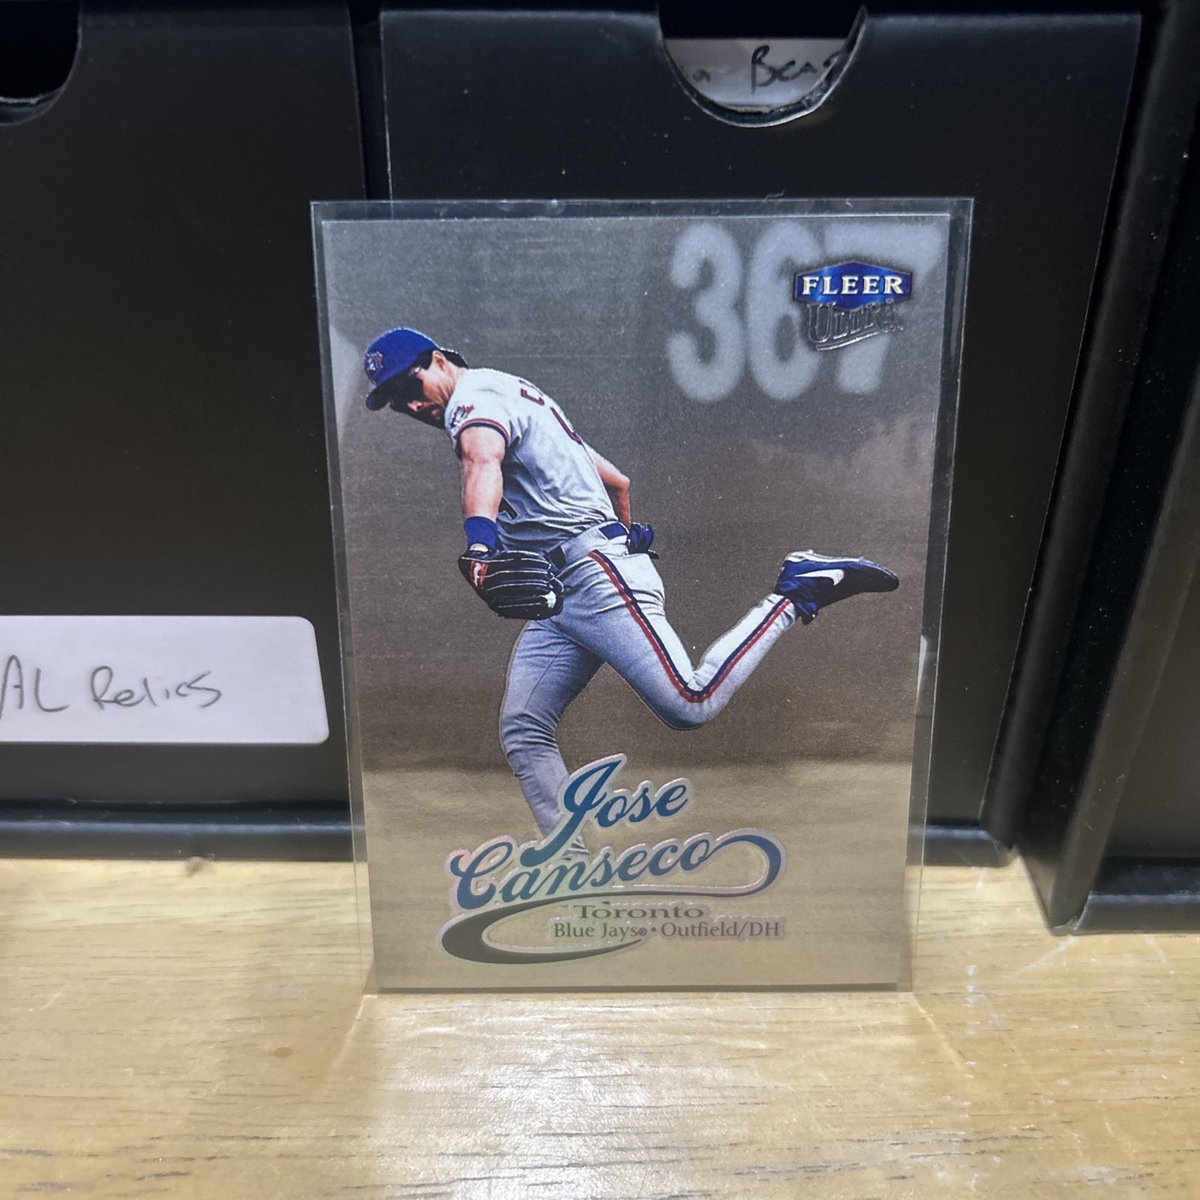 367
FLEER
ULTRA
AL Relics
Jose
Canseco
Toronto
Blue Jays® • Outfield/DH